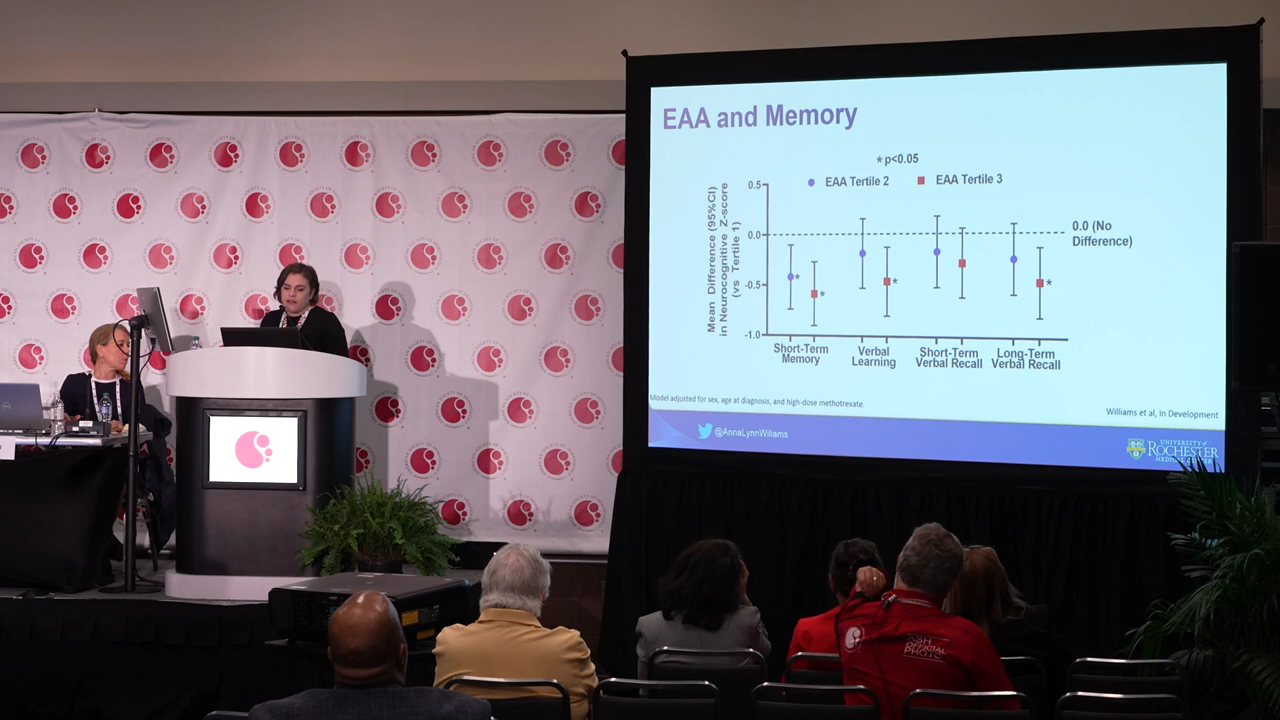 EAA and Memory
*p<0.05
EAA Tertile 2
EAA Tertile 3
Mean Difference (95%CI)
in Neurocognitive Z-score
(vs Tertile 1)
0.5
0.0
-0.5
-1.0
0.0 (No
Difference)
*
*
*
*
Short-Term
Memory
Verbal
Learning
Short-Term
Verbal Recall
Long-Term
Verbal Recall
Model adjusted for sex, age at diagnosis, and high-dose methotrexate.
Williams et al, In Development
@AnnaLynnWiliams
UNIVERSITY of
ROCHESTER
MEDICAL CENTER
ASH
OFFICIAL
PHOTO